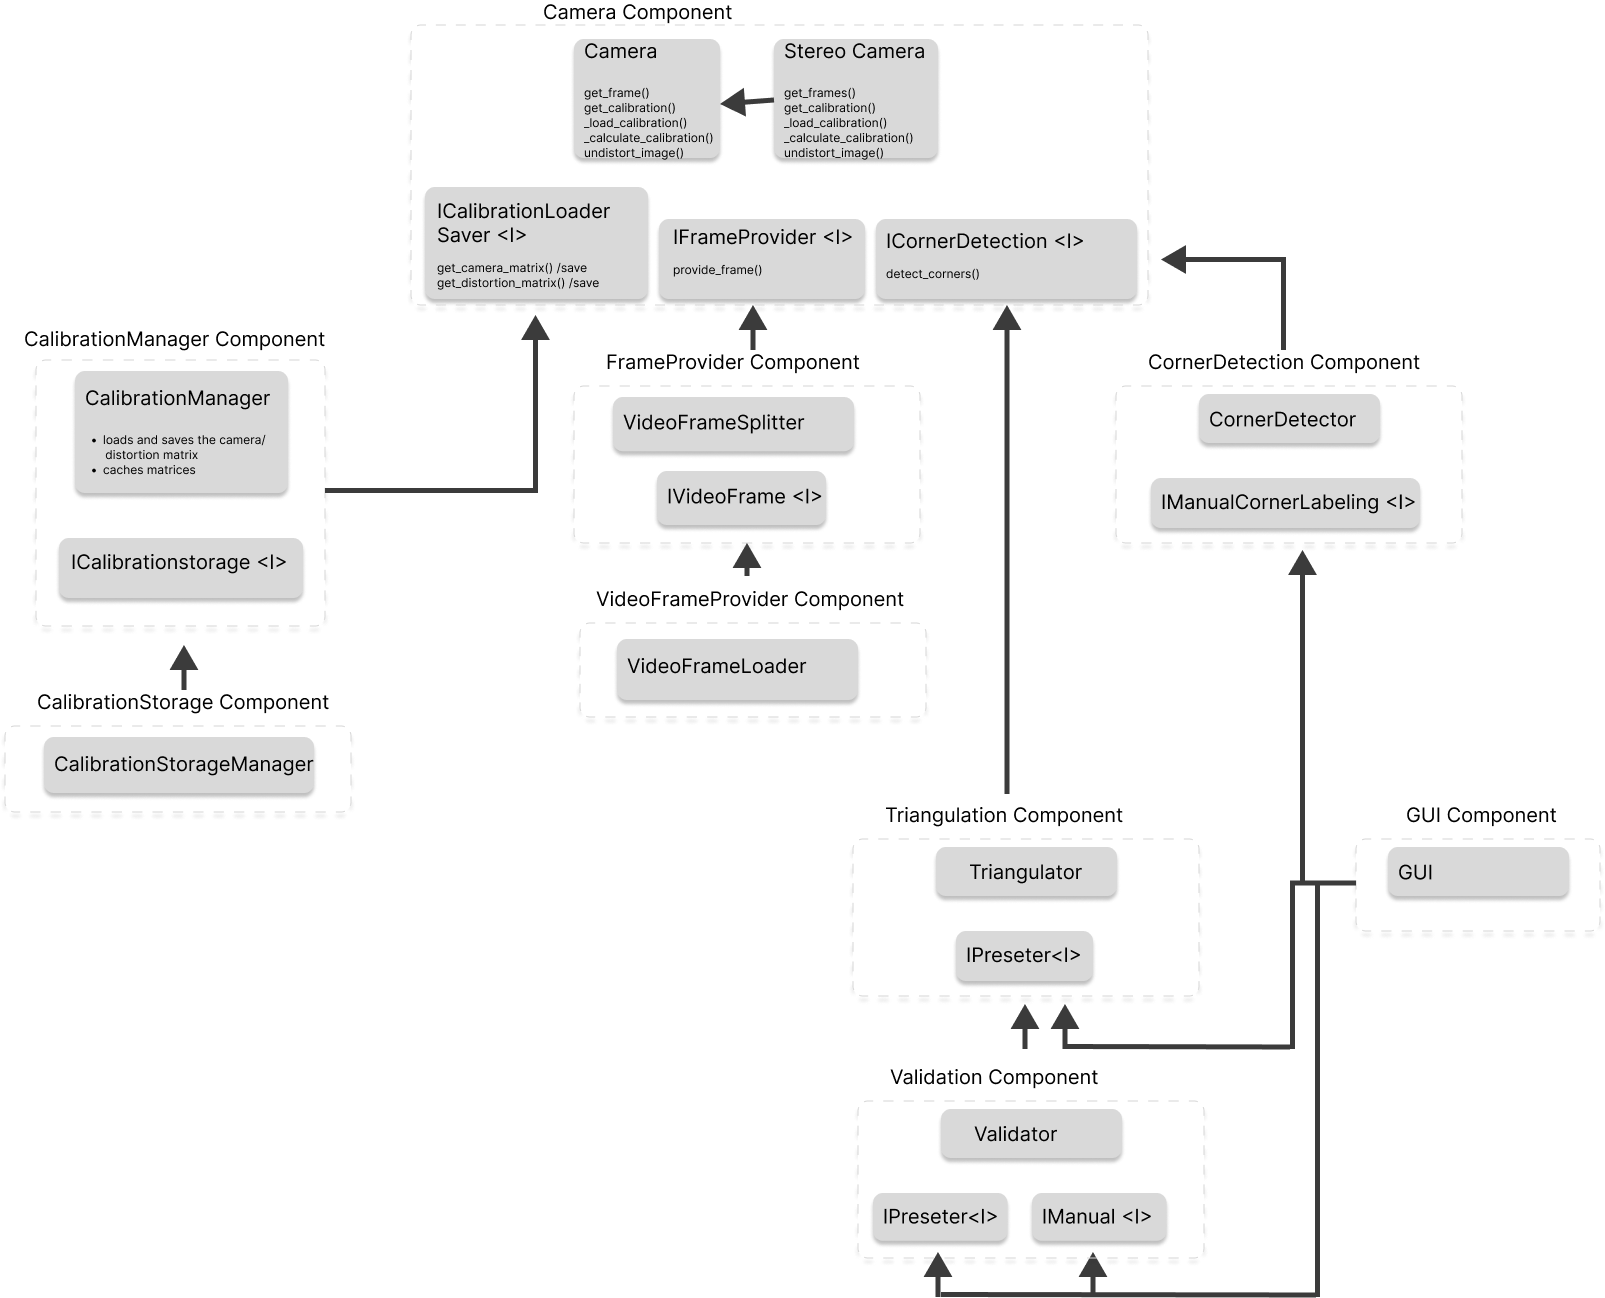 Camera Component
Camera
get_frame()
get_calibration()
_load_calibration()
_calculate_calibration()
undistort_image()
Stereo Camera
get_frames()
get_calibration()
_load_calibration()
_calculate_calibration()
undistort_image()
ICalibrationLoader
Saver <I>
get_camera_matrix() /save
get_distortion_matrix() /save
IFrameProvider <I>
provide_frame()
ICornerDetection <I>
detect_corners()
CalibrationManager Component
CalibrationManager
• loads and saves the camera/
distortion matrix
• caches matrices
ICalibrationstorage <I>
FrameProvider Component
VideoFrameSplitter
IVideoFrame <I>
CornerDetection Component
CornerDetector
IManualCornerLabeling <I>
VideoFrameProvider Component
VideoFrameLoader
CalibrationStorage Component
CalibrationStorageManager
Triangulation Component
Triangulator
IPreseter<I>
GUI Component
GUI
Validation Component
Validator
IPreseter<I>
IManual <I>